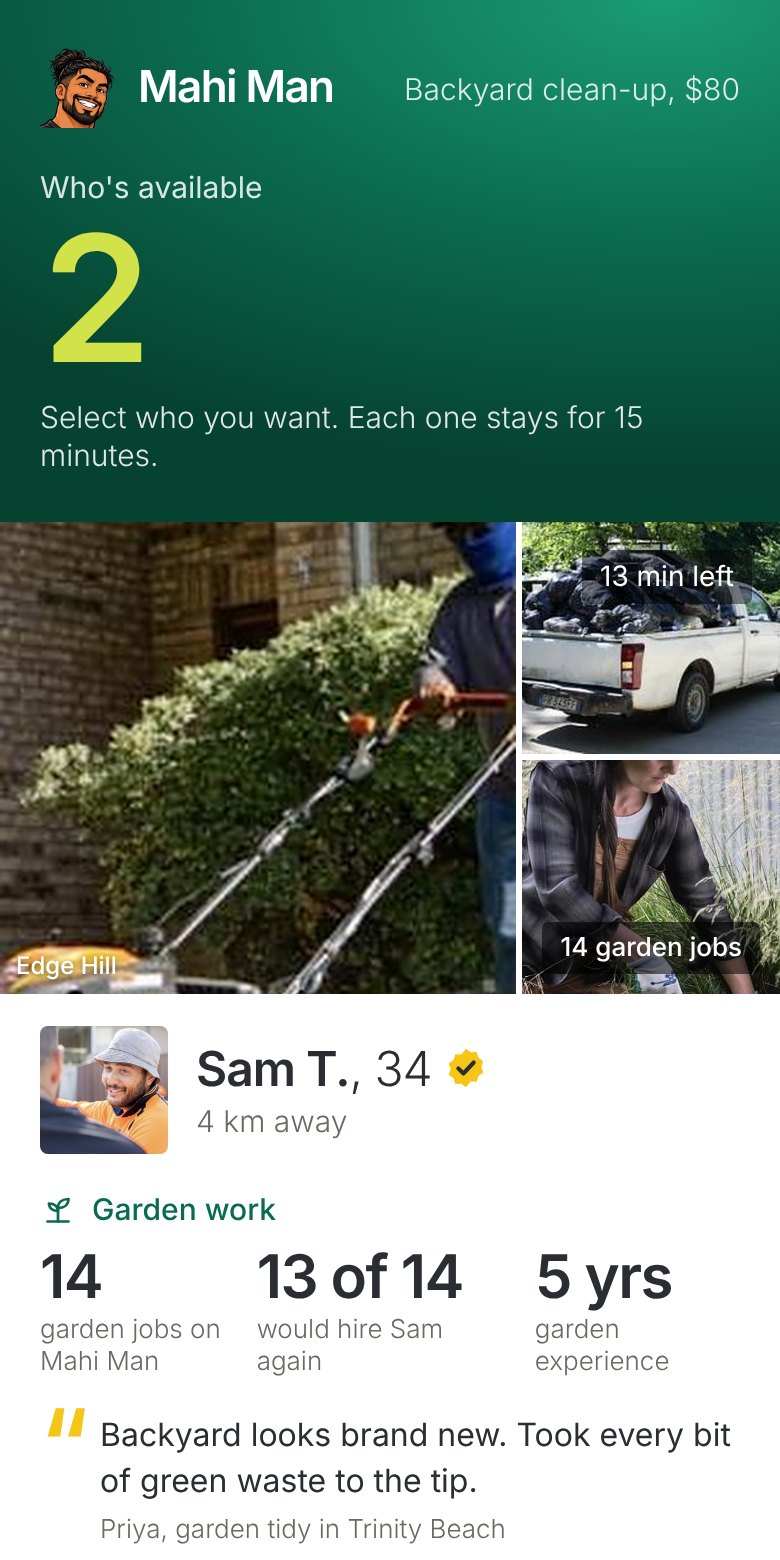 Mahi Man
Backyard clean-up, $80
Who's available
2
Select who you want. Each one stays for 15
minutes.
13 min left
Edge Hill
14 garden jobs
Sam T., 34
4 km away
Garden work
14
garden jobs on
Mahi Man
13 of 14
would hire Sam
again
5 yrs
garden
experience
"Backyard looks brand new. Took every bit
of green waste to the tip.
Priya, garden tidy in Trinity Beach